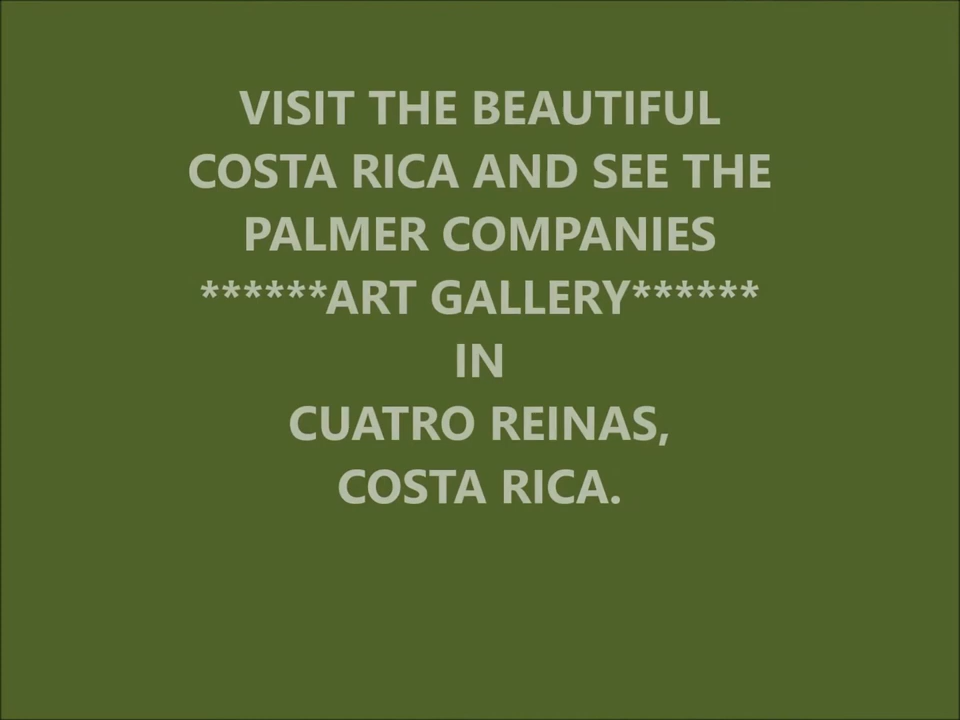 VISIT THE BEAUTIFUL
COSTA RICA AND SEE THE
PALMER COMPANIES
******ART GALLERY******
IN
CUATRO REINAS,
COSTA RICA.